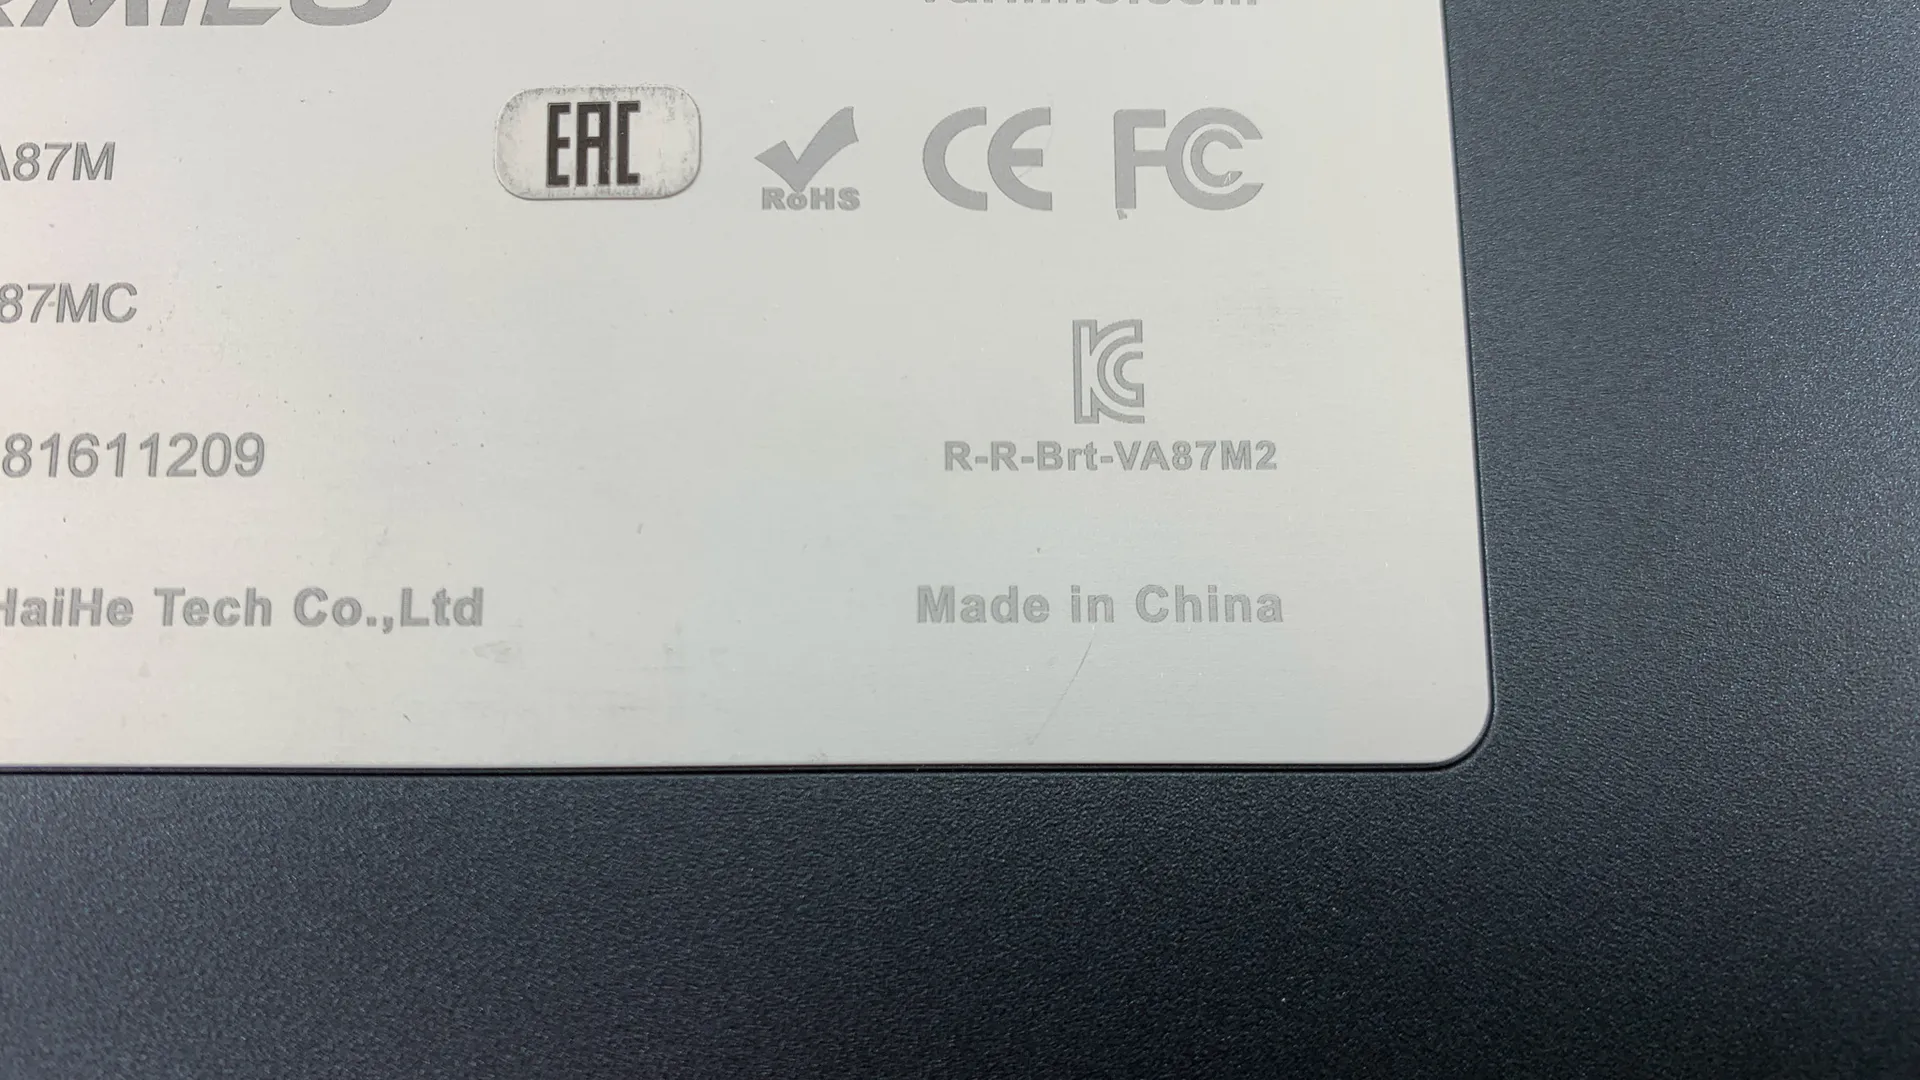 EAC
RoHS
CE
FC
A87M
87MC
KC
81611209
R-R-Brt-VA87M2
HaiHe Tech Co.,Ltd
Made in China